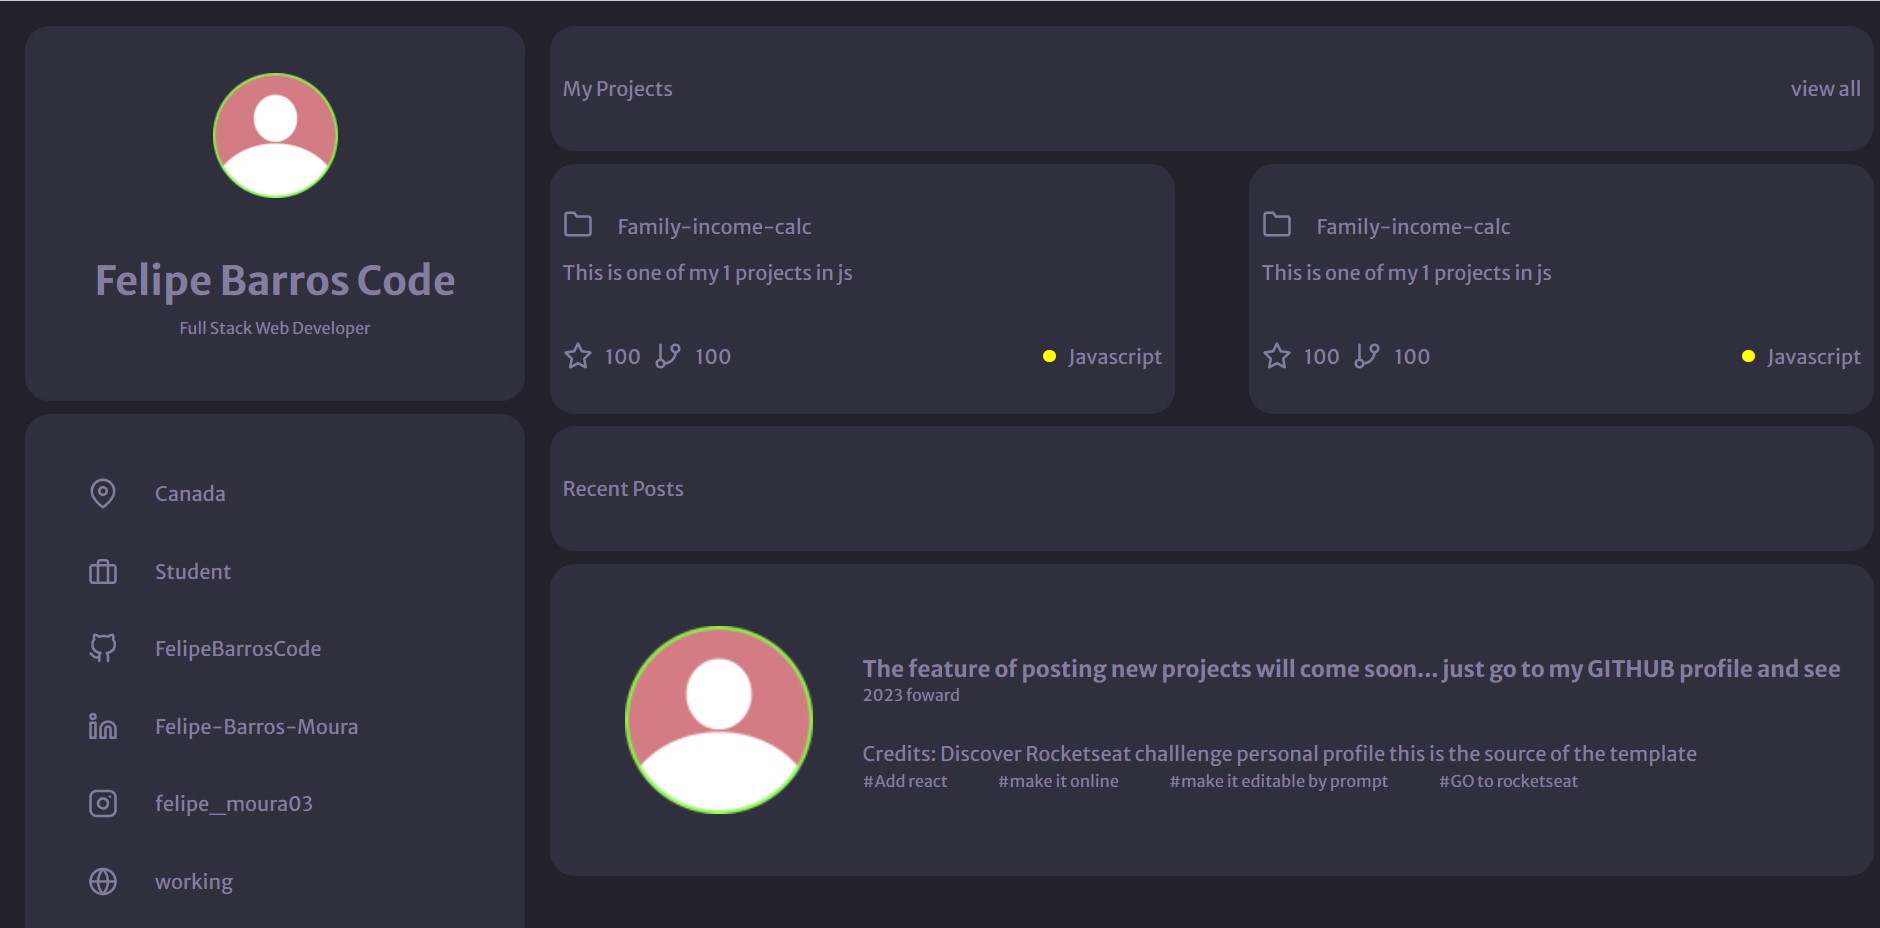 Felipe Barros Code
Full Stack Web Developer
Canada
Student
FelipeBarrosCode
Felipe-Barros-Moura
felipe__moura03
working
My Projects
view all
Family-income-calc
This is one of my 1 projects in js
100 100 Javascript
Family-income-calc
This is one of my 1 projects in js
100 100 Javascript
Recent Posts
The feature of posting new projects will come soon... just go to my GITHUB profile and see
2023 foward
Credits: Discover Rocketseat challlenge personal profile this is the source of the template
#Add react #make it online #make it editable by prompt #GO to rocketseat